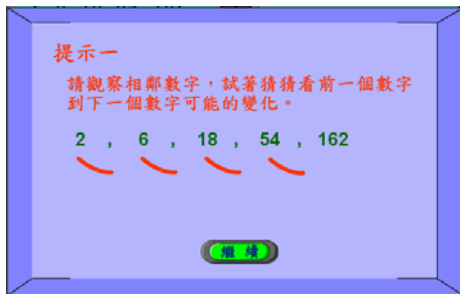 提示一
請觀察相鄰數字，試著猜猜看前一個數字
到下一個數字可能的變化。
2 , 6 , 18 , 54 , 162
繼續